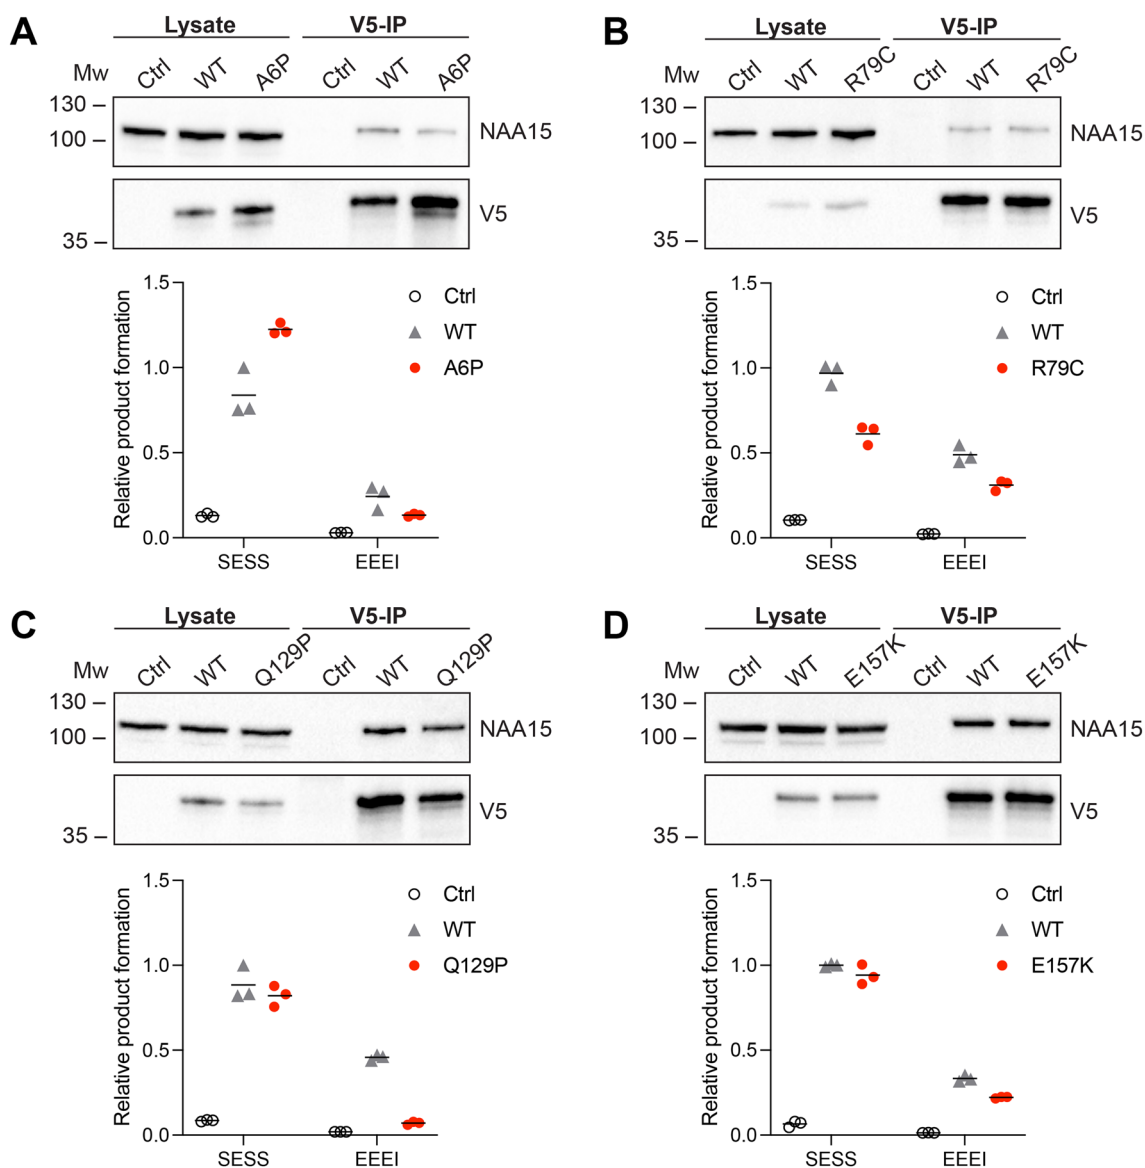 A
Lysate V5-IP
Mw Ctrl WT A6P Ctrl WT A6P
130
100
NAA15
V5
35
Relative product formation
1.5
1.0
0.5
0.0
Ctrl
WT
A6P
SESS EEEI
B
Lysate V5-IP
Mw Ctrl WT R79C Ctrl WT R79C
130
100
NAA15
V5
35
Relative product formation
1.5
1.0
0.5
0.0
Ctrl
WT
R79C
SESS EEEI
C
Lysate V5-IP
Mw Ctrl WT Q129P Ctrl WT Q129P
130
100
NAA15
V5
35
Relative product formation
1.5
1.0
0.5
0.0
Ctrl
WT
Q129P
SESS EEEI
D
Lysate V5-IP
Mw Ctrl WT E157K Ctrl WT E157K
130
100
NAA15
V5
35
Relative product formation
1.5
1.0
0.5
0.0
Ctrl
WT
E157K
SESS EEEI